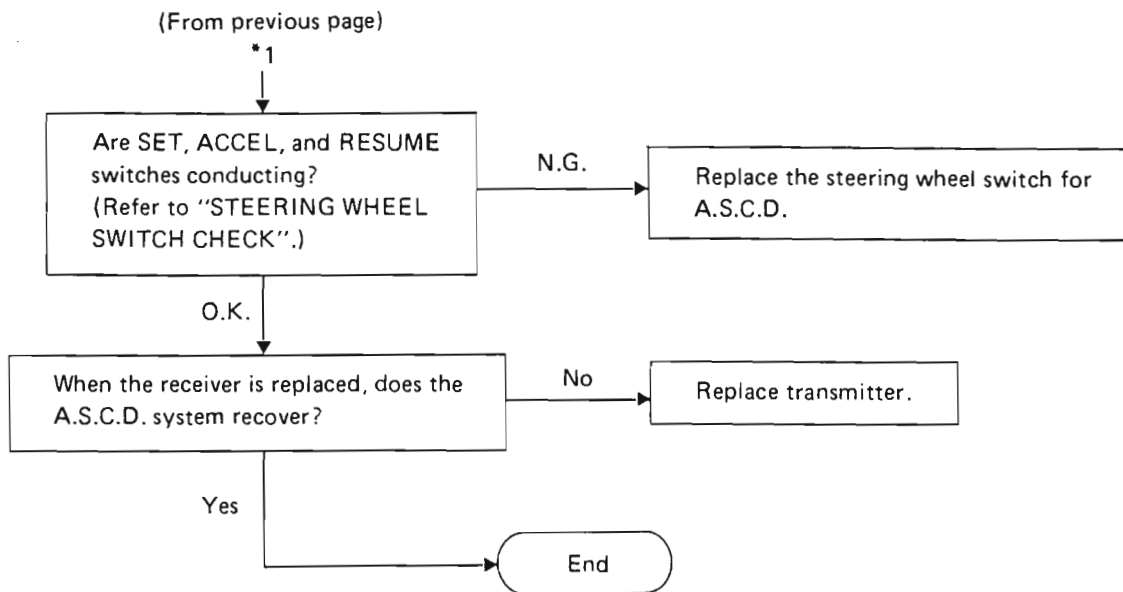 (From previous page)
*1
Are SET, ACCEL, and RESUME
switches conducting?
(Refer to "STEERING WHEEL
SWITCH CHECK".)
N.G.
Replace the steering wheel switch for
A.S.C.D.
O.K.
When the receiver is replaced, does the
A.S.C.D. system recover?
No
Replace transmitter.
Yes
End